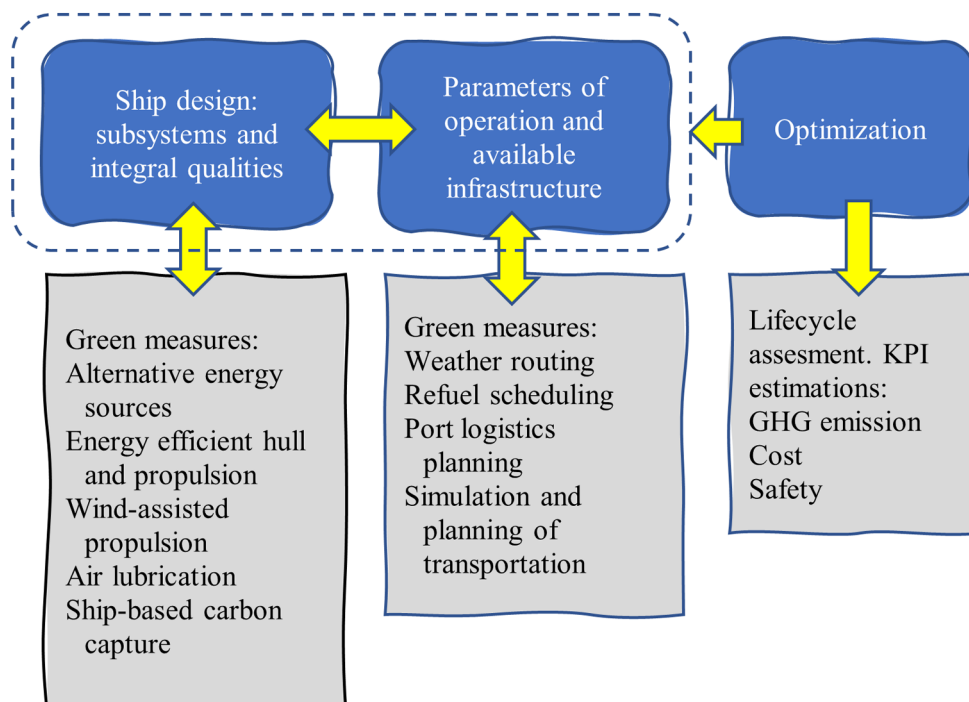 Ship design:
subsystems and
integral qualities
Parameters of
operation and
available
infrastructure
Optimization
Green measures:
Alternative energy
sources
Energy efficient hull
and propulsion
Wind-assisted
propulsion
Air lubrication
Ship-based carbon
capture
Green measures:
Weather routing
Refuel scheduling
Port logistics
planning
Simulation and
planning of
transportation
Lifecycle
assesment. KPI
estimations:
GHG emission
Cost
Safety